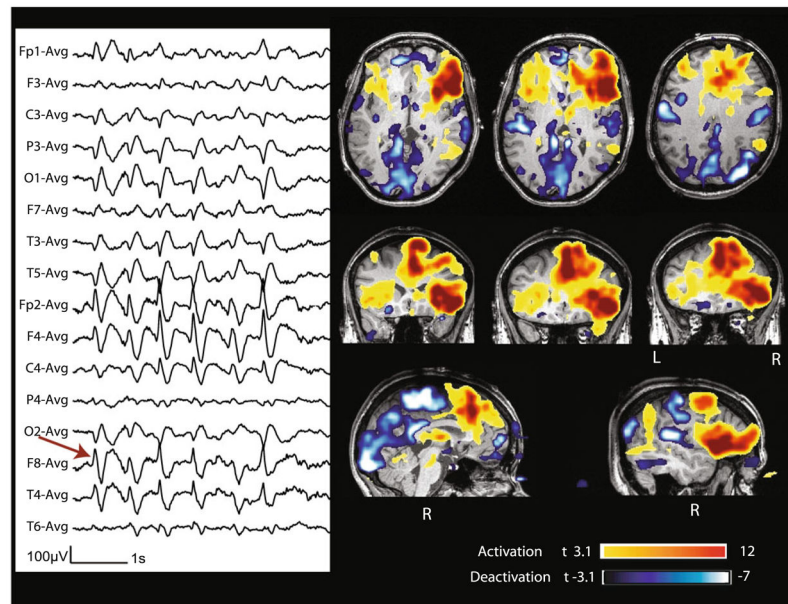 Fp1-Avg
F3-Avg
C3-Avg
P3-Avg
O1-Avg
F7-Avg
T3-Avg
T5-Avg
Fp2-Avg
F4-Avg
C4-Avg
P4-Avg
O2-Avg
F8-Avg
T4-Avg
T6-Avg
100μV 1s
L R
R R
Activation t 3.1 12
Deactivation t -3.1 -7